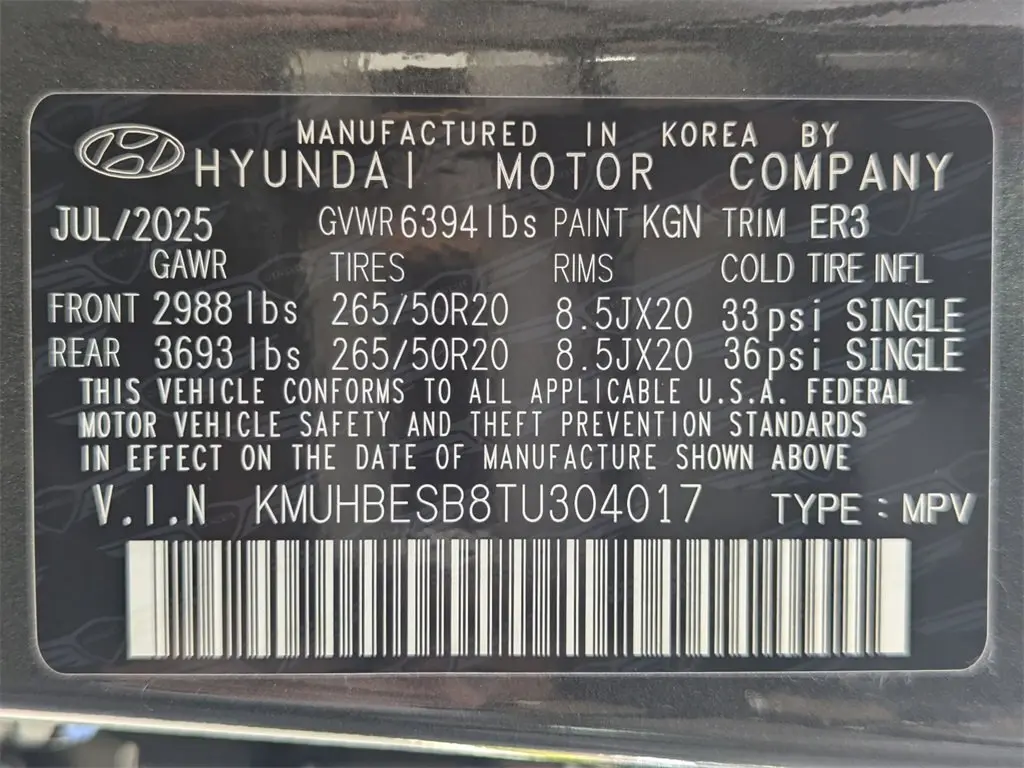 MANUFACTURED IN KOREA BY
HYUNDAI MOTOR COMPANY
JUL/2025 GVWR 6394 lbs PAINT KGN TRIM ER3
GAWR TIRES RIMS COLD TIRE INFL
FRONT 2988 lbs 265/50R20 8.5JX20 33psi SINGLE
REAR 3693 lbs 265/50R20 8.5JX20 36psi SINGLE
THIS VEHICLE CONFORMS TO ALL APPLICABLE U.S.A. FEDERAL
MOTOR VEHICLE SAFETY AND THEFT PREVENTION STANDARDS
IN EFFECT ON THE DATE OF MANUFACTURE SHOWN ABOVE
V.I.N KMUHBESB8TU304017 TYPE : MPV